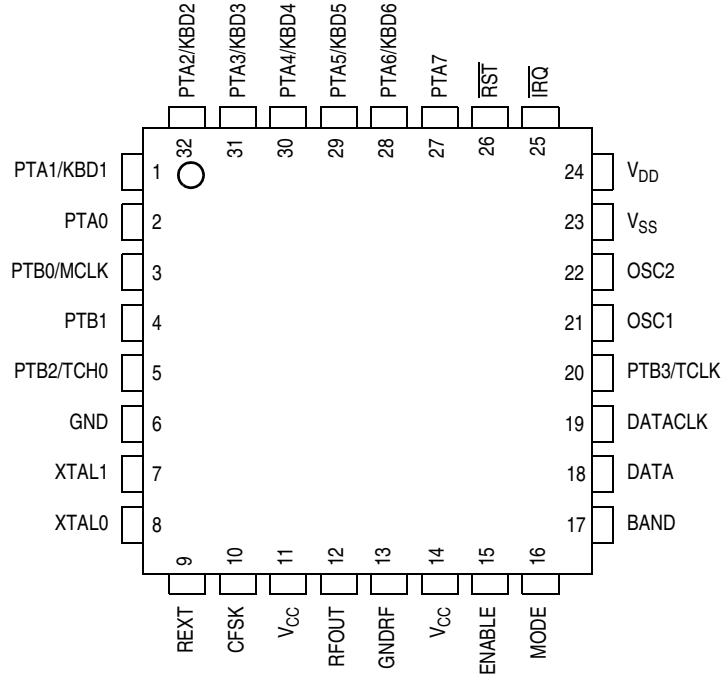 PTA2/KBD2
PTA3/KBD3
PTA4/KBD4
PTA5/KBD5
PTA6/KBD6
PTA7
RST
IRQ
32
31
30
29
28
27
26
25
PTA1/KBD1 1
PTA0 2
PTB0/MCLK 3
PTB1 4
PTB2/TCH0 5
GND 6
XTAL1 7
XTAL0 8
24 VDD
23 VSS
22 OSC2
21 OSC1
20 PTB3/TCLK
19 DATACLK
18 DATA
17 BAND
9
10
11
12
13
14
15
16
REXT
CFSK
VCC
RFOUT
GNDRF
VCC
ENABLE
MODE